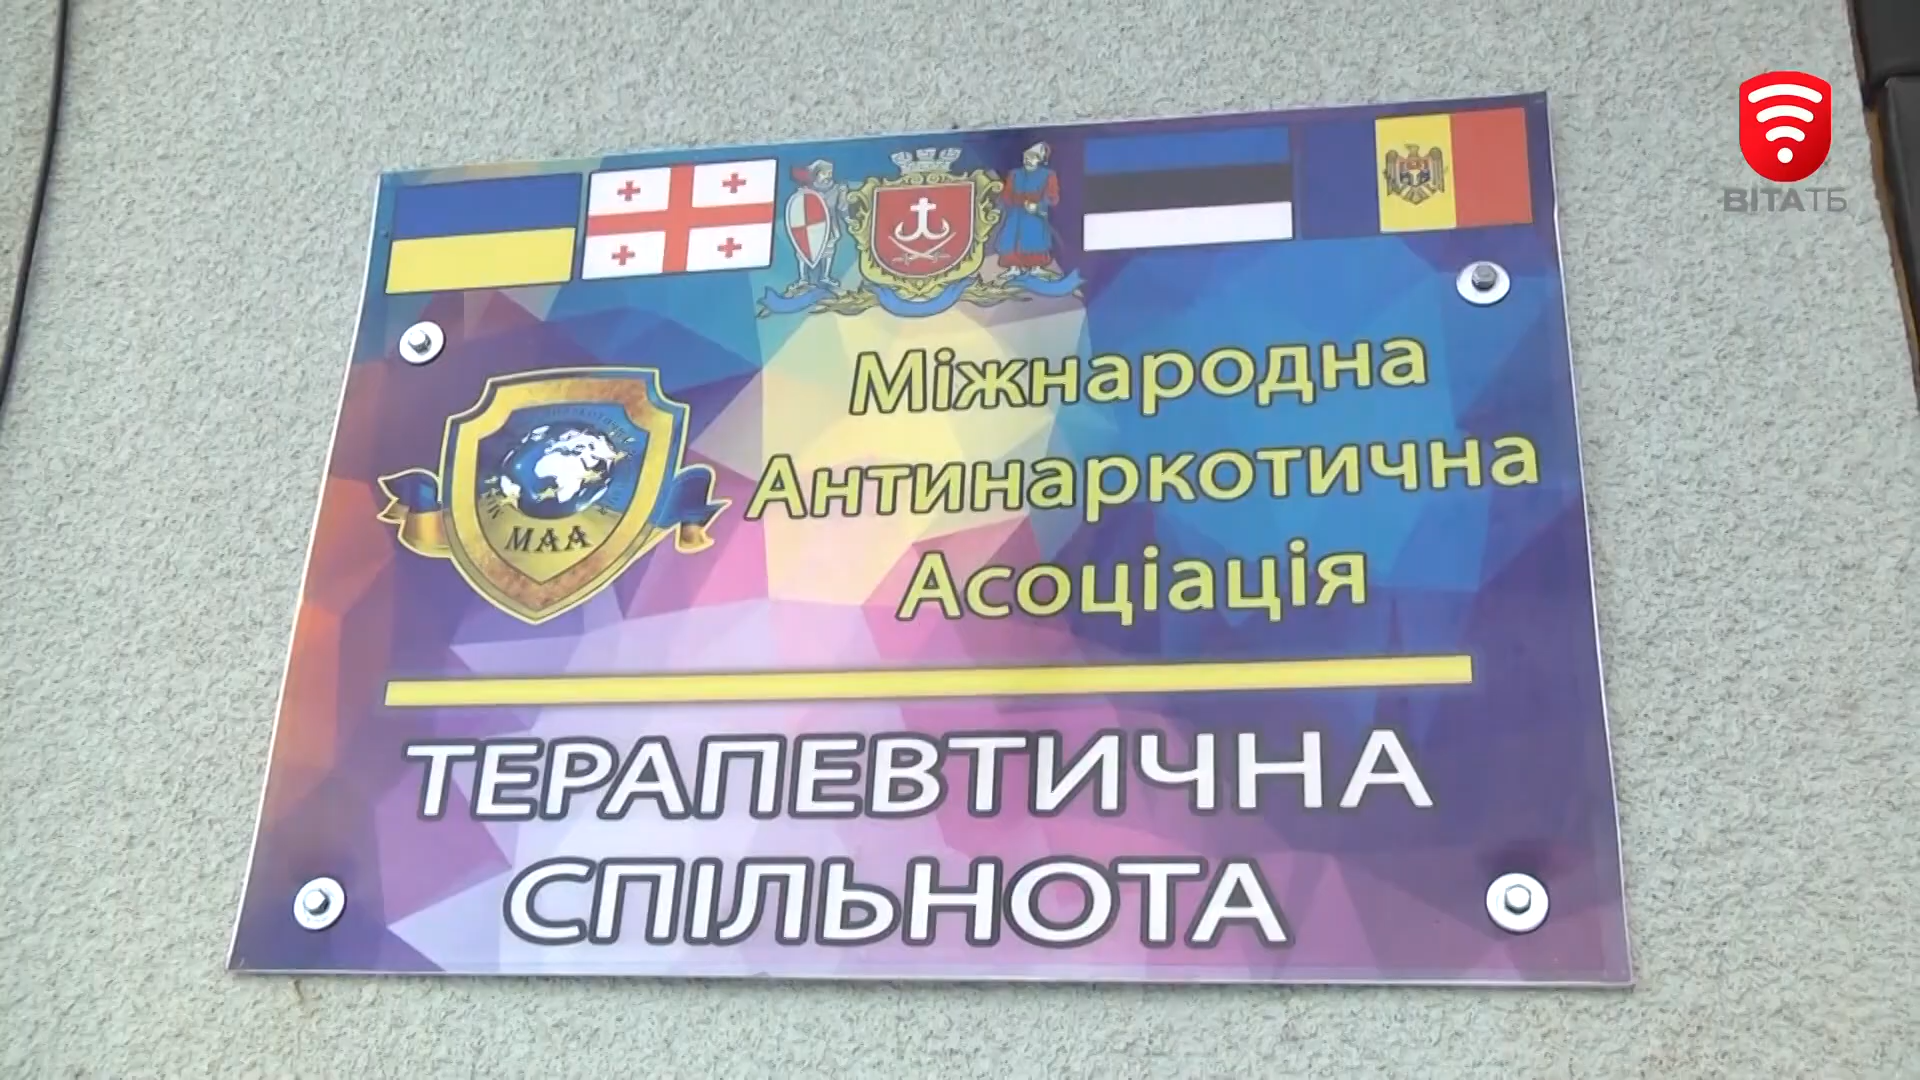 ВІТАТБ
Міжнародна
Антинаркотична
Асоціація
МАА
ТЕРАПЕВТИЧНА
СПІЛЬНОТА